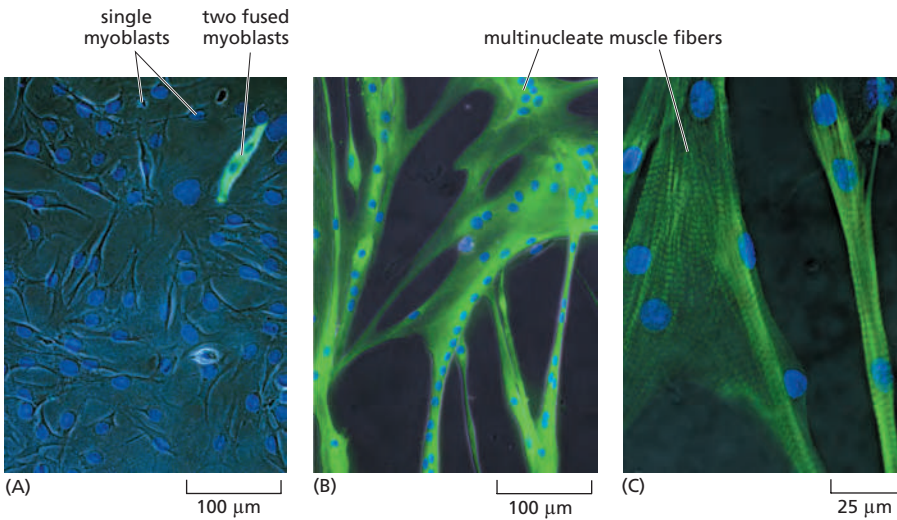 single
myoblasts
two fused
myoblasts
multinucleate muscle fibers
(A)
100 μm
(B)
100 μm
(C)
25 μm